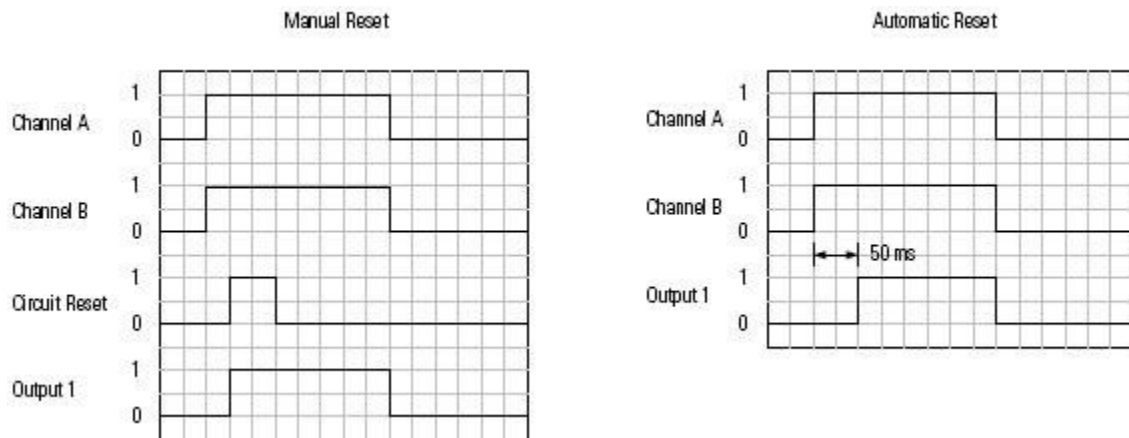 Manual Reset
Channel A
1
0
Channel B
1
0
Circuit Reset
1
0
Output 1
1
0
Automatic Reset
Channel A
1
0
Channel B
1
0
50 ms
Output 1
1
0